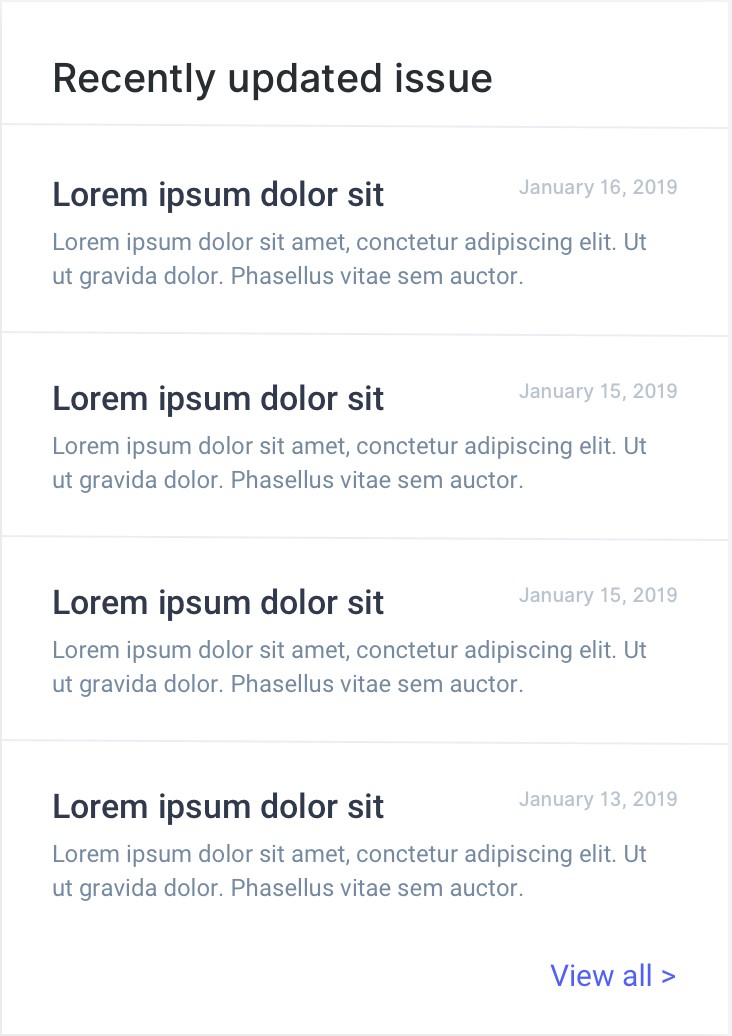 Recently updated issue
Lorem ipsum dolor sit
January 16, 2019
Lorem ipsum dolor sit amet, conctetur adipiscing elit. Ut
ut gravida dolor. Phasellus vitae sem auctor.
Lorem ipsum dolor sit
January 15, 2019
Lorem ipsum dolor sit amet, conctetur adipiscing elit. Ut
ut gravida dolor. Phasellus vitae sem auctor.
Lorem ipsum dolor sit
January 15, 2019
Lorem ipsum dolor sit amet, conctetur adipiscing elit. Ut
ut gravida dolor. Phasellus vitae sem auctor.
Lorem ipsum dolor sit
January 13, 2019
Lorem ipsum dolor sit amet, conctetur adipiscing elit. Ut
ut gravida dolor. Phasellus vitae sem auctor.
View all >